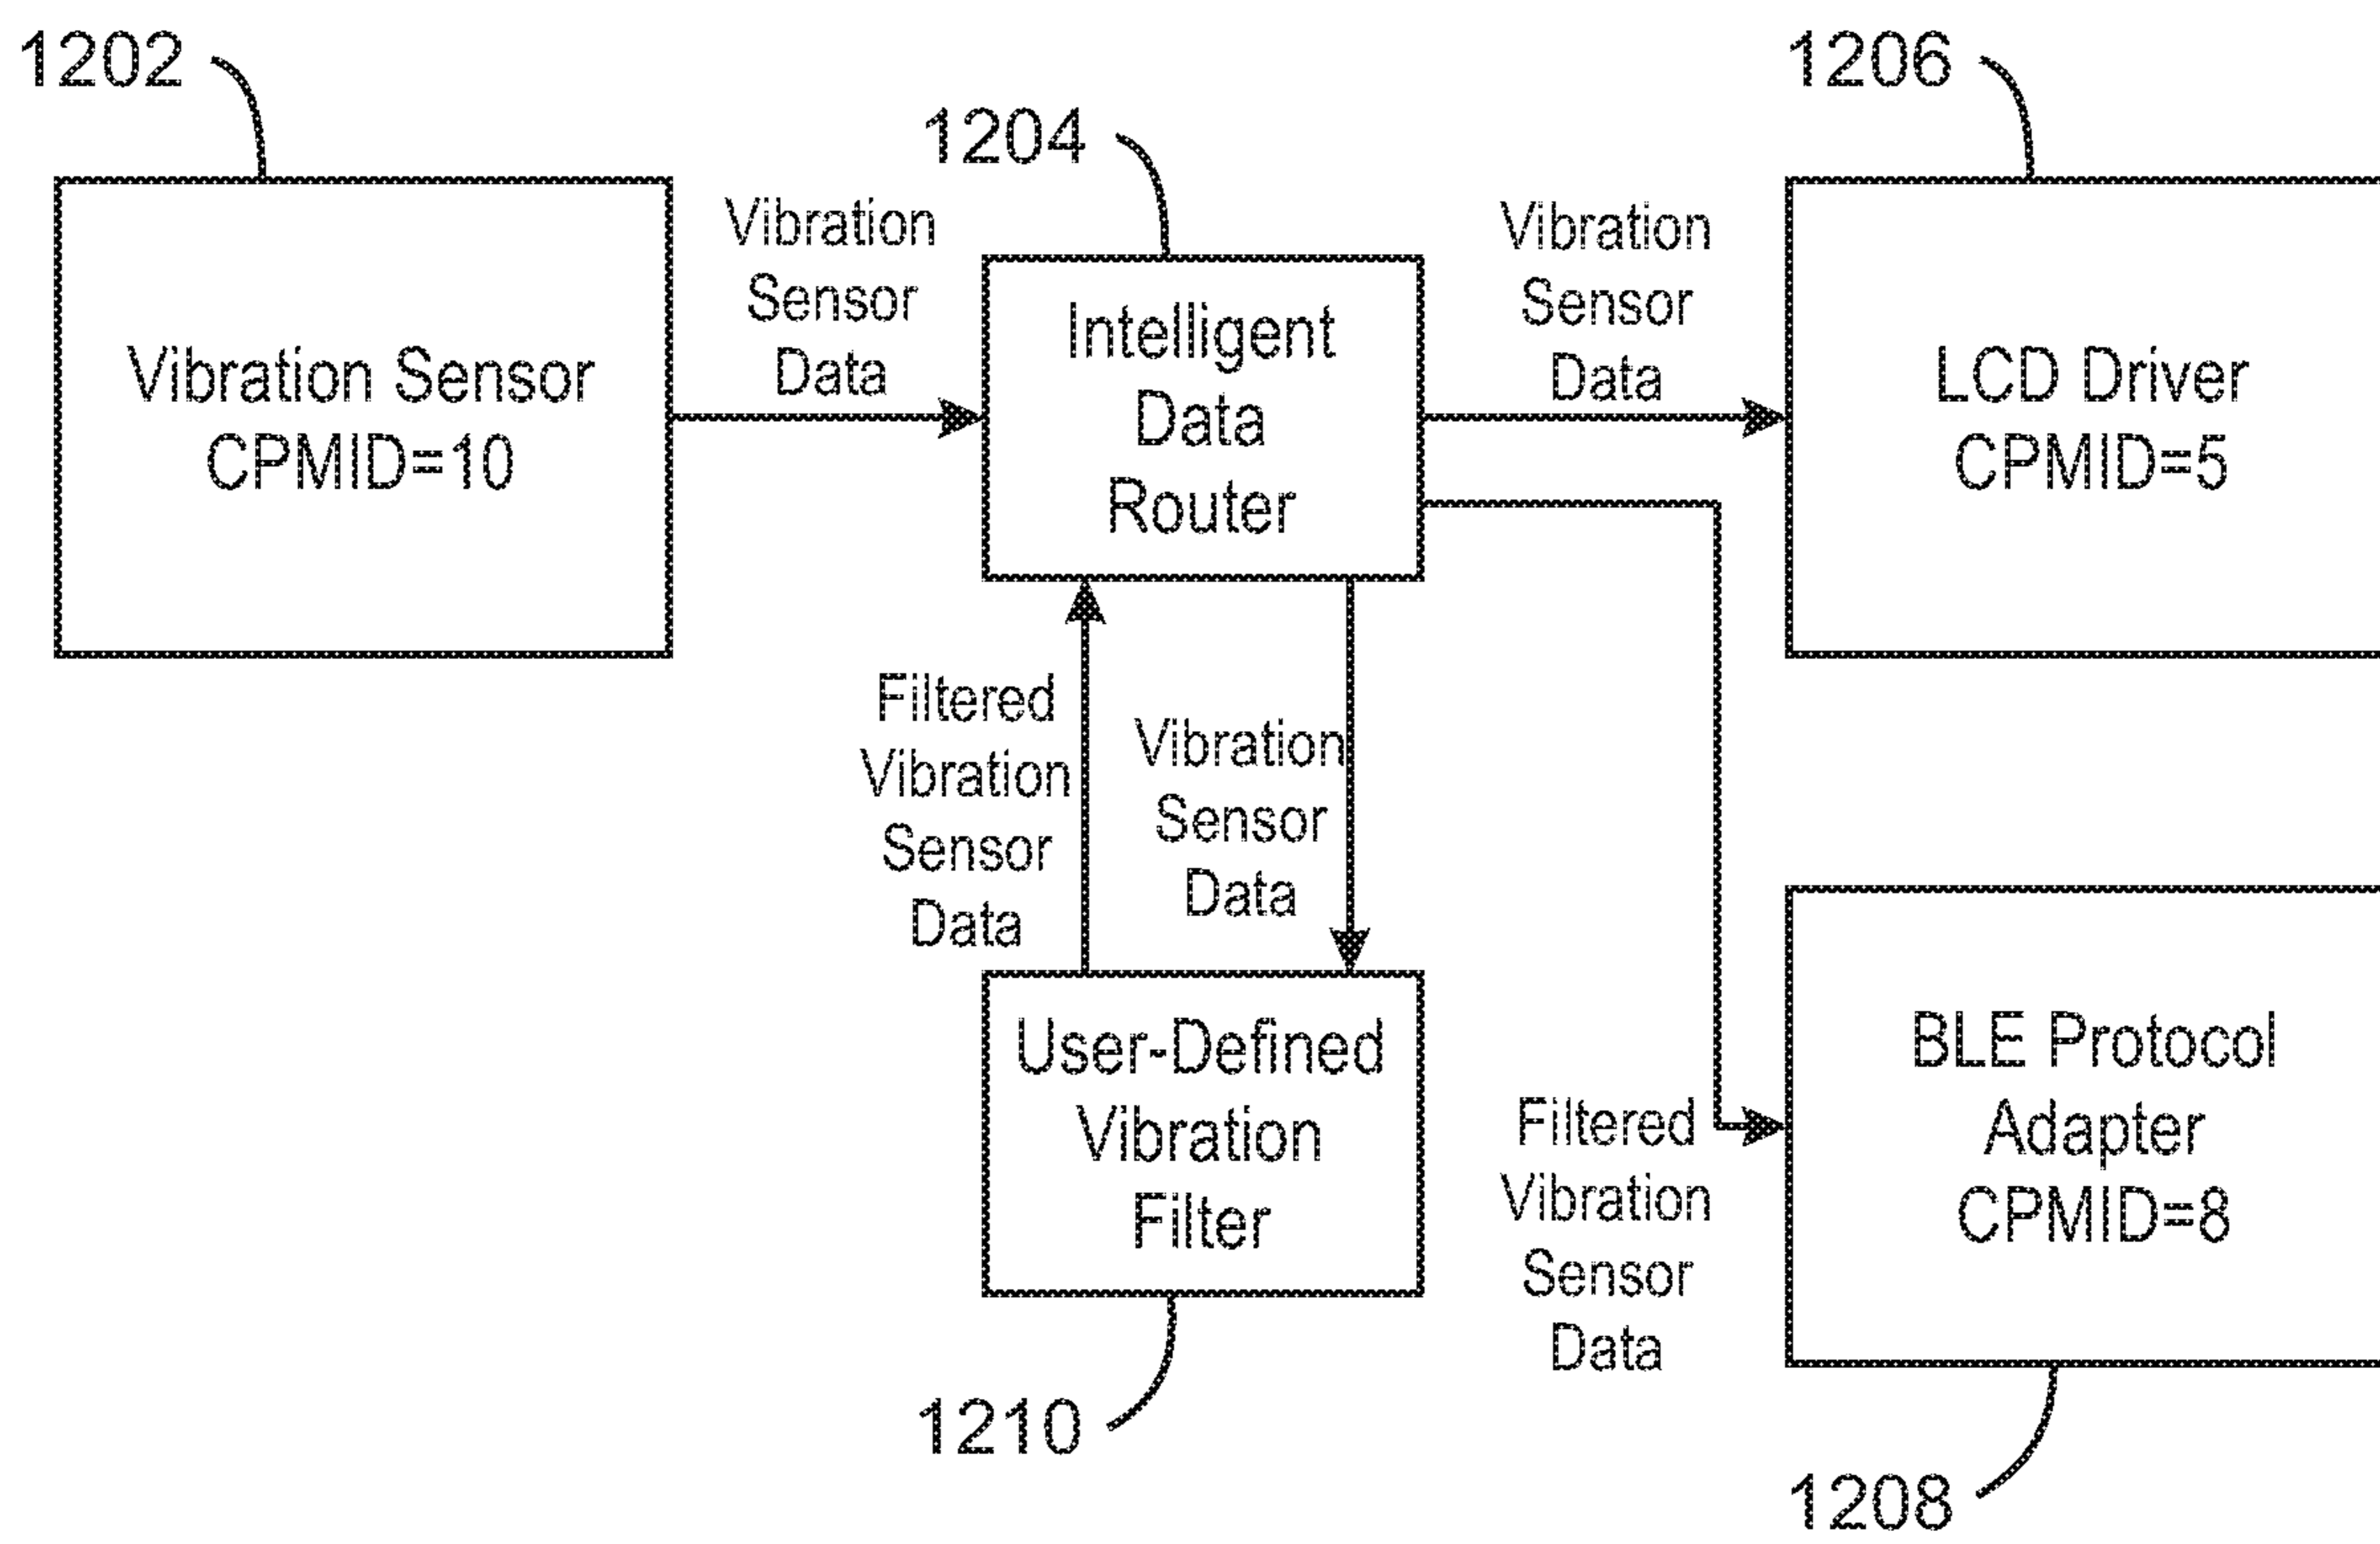 1202
1204
1206
Vibration Sensor
CPMID=10
Vibration
Sensor
Data
Intelligent
Data
Router
Vibration
Sensor
Data
LCD Driver
CPMID=5
Filtered
Vibration
Sensor
Data
Vibration
Sensor
Data
User-Defined
Vibration
Filter
Filtered
Vibration
Sensor
Data
BLE Protocol
Adapter
CPMID=8
1210
1208